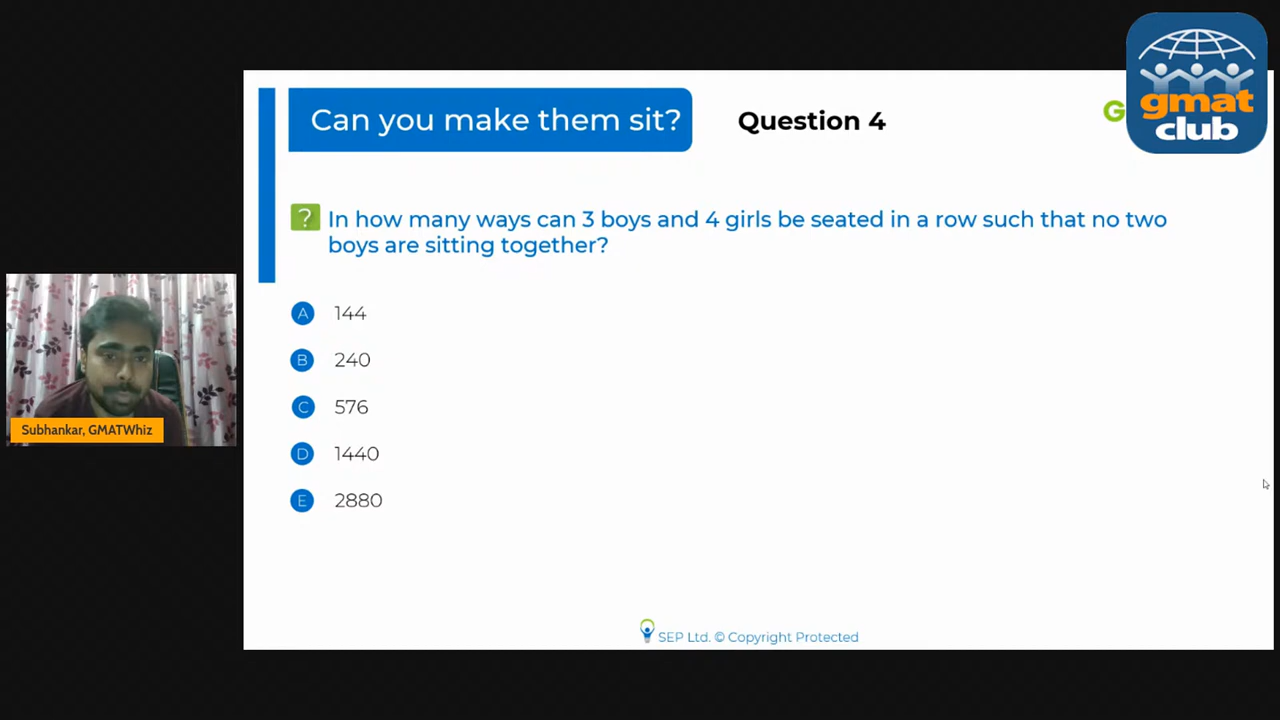 gmat
club
Can you make them sit?
Question 4
G
? In how many ways can 3 boys and 4 girls be seated in a row such that no two
boys are sitting together?
A 144
B 240
C 576
D 1440
E 2880
Subhankar, GMATWhiz
SEP Ltd. © Copyright Protected